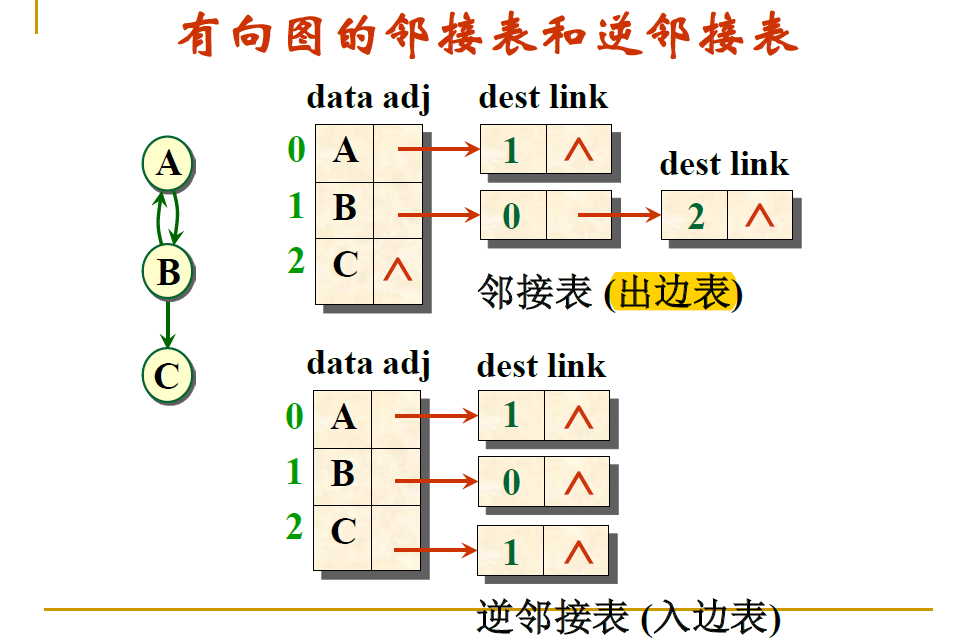 有向图的邻接表和逆邻接表
data adj dest link
0 A 1 ∧ dest link
1 B 0 2 ∧
2 C ∧
邻接表 (出边表)
A
B
C
data adj dest link
0 A 1 ∧
1 B 0 ∧
2 C 1 ∧
逆邻接表 (入边表)